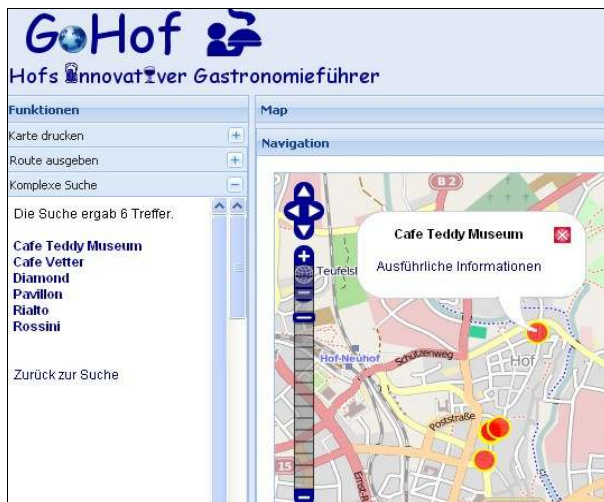 GoHof
Hofs Innovativer Gastronomieführer
Funktionen
Karte drucken
Route ausgeben
Komplexe Suche
Die Suche ergab 6 Treffer.
Cafe Teddy Museum
Cafe Vetter
Diamond
Pavillon
Rialto
Rossini
Zurück zur Suche
Map
Navigation
B 2
Cafe Teddy Museum
Ausführliche Informationen
Teufelsl
Hof-Neuhof
Schützenweg
Hof
Poststraße
15
Ernst-R